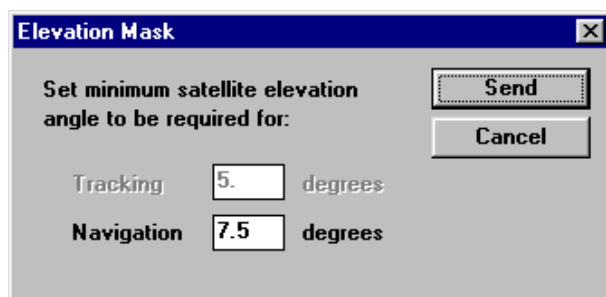 Elevation Mask
Set minimum satellite elevation
angle to be required for:
Send
Cancel
Tracking 5. degrees
Navigation 7.5 degrees